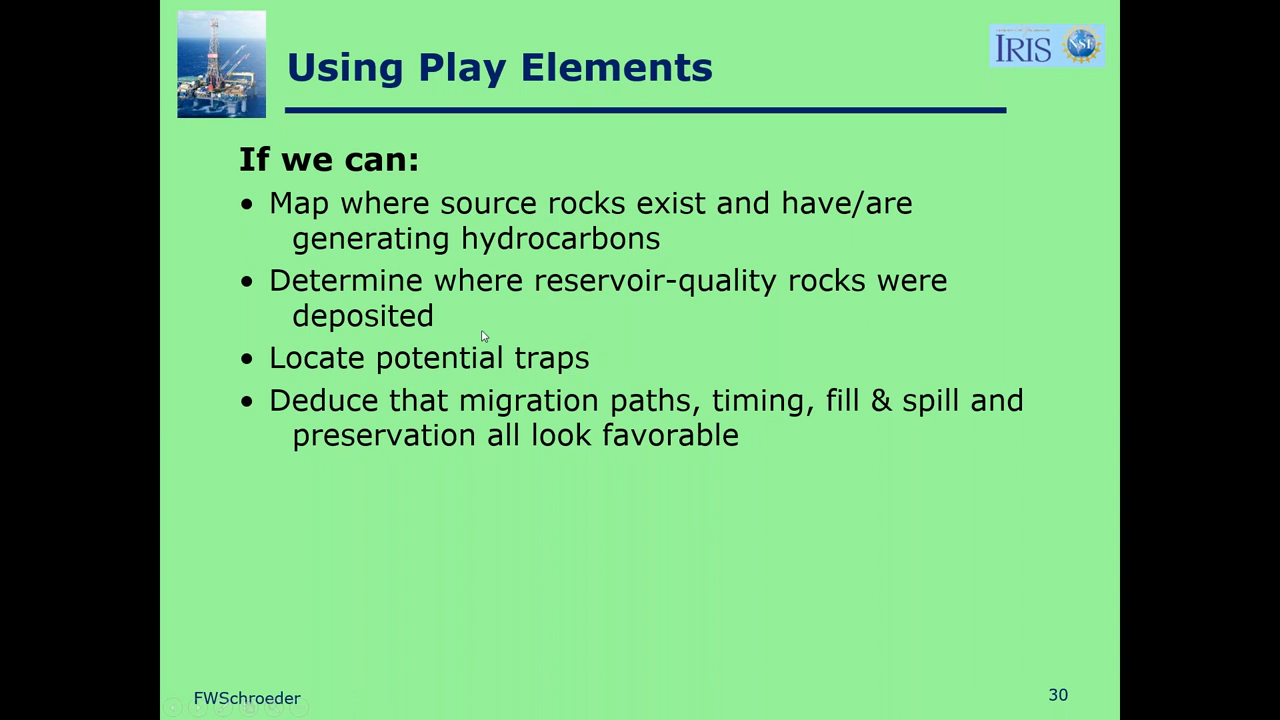 Using Play Elements
IRIS
NSF
If we can:
• Map where source rocks exist and have/are
generating hydrocarbons
• Determine where reservoir-quality rocks were
deposited
• Locate potential traps
• Deduce that migration paths, timing, fill & spill and
preservation all look favorable
FWSchroeder
30